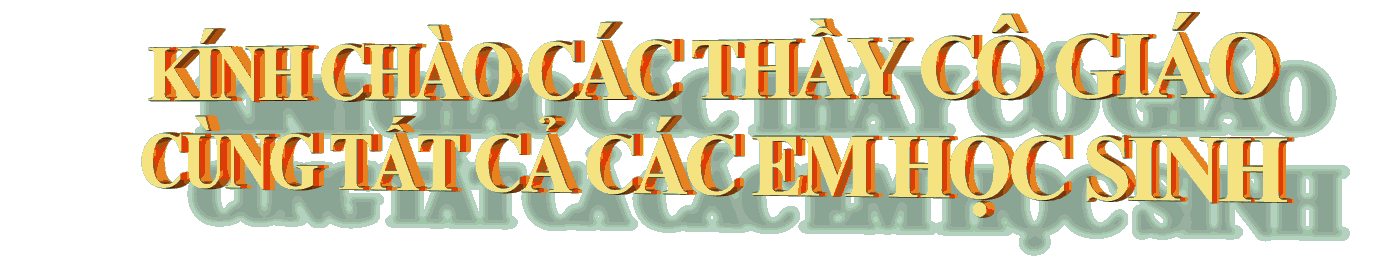 KÍNH CHÀO CÁC THẦY CÔ GIÁO
CÙNG TẤT CẢ CÁC EM HỌC SINH